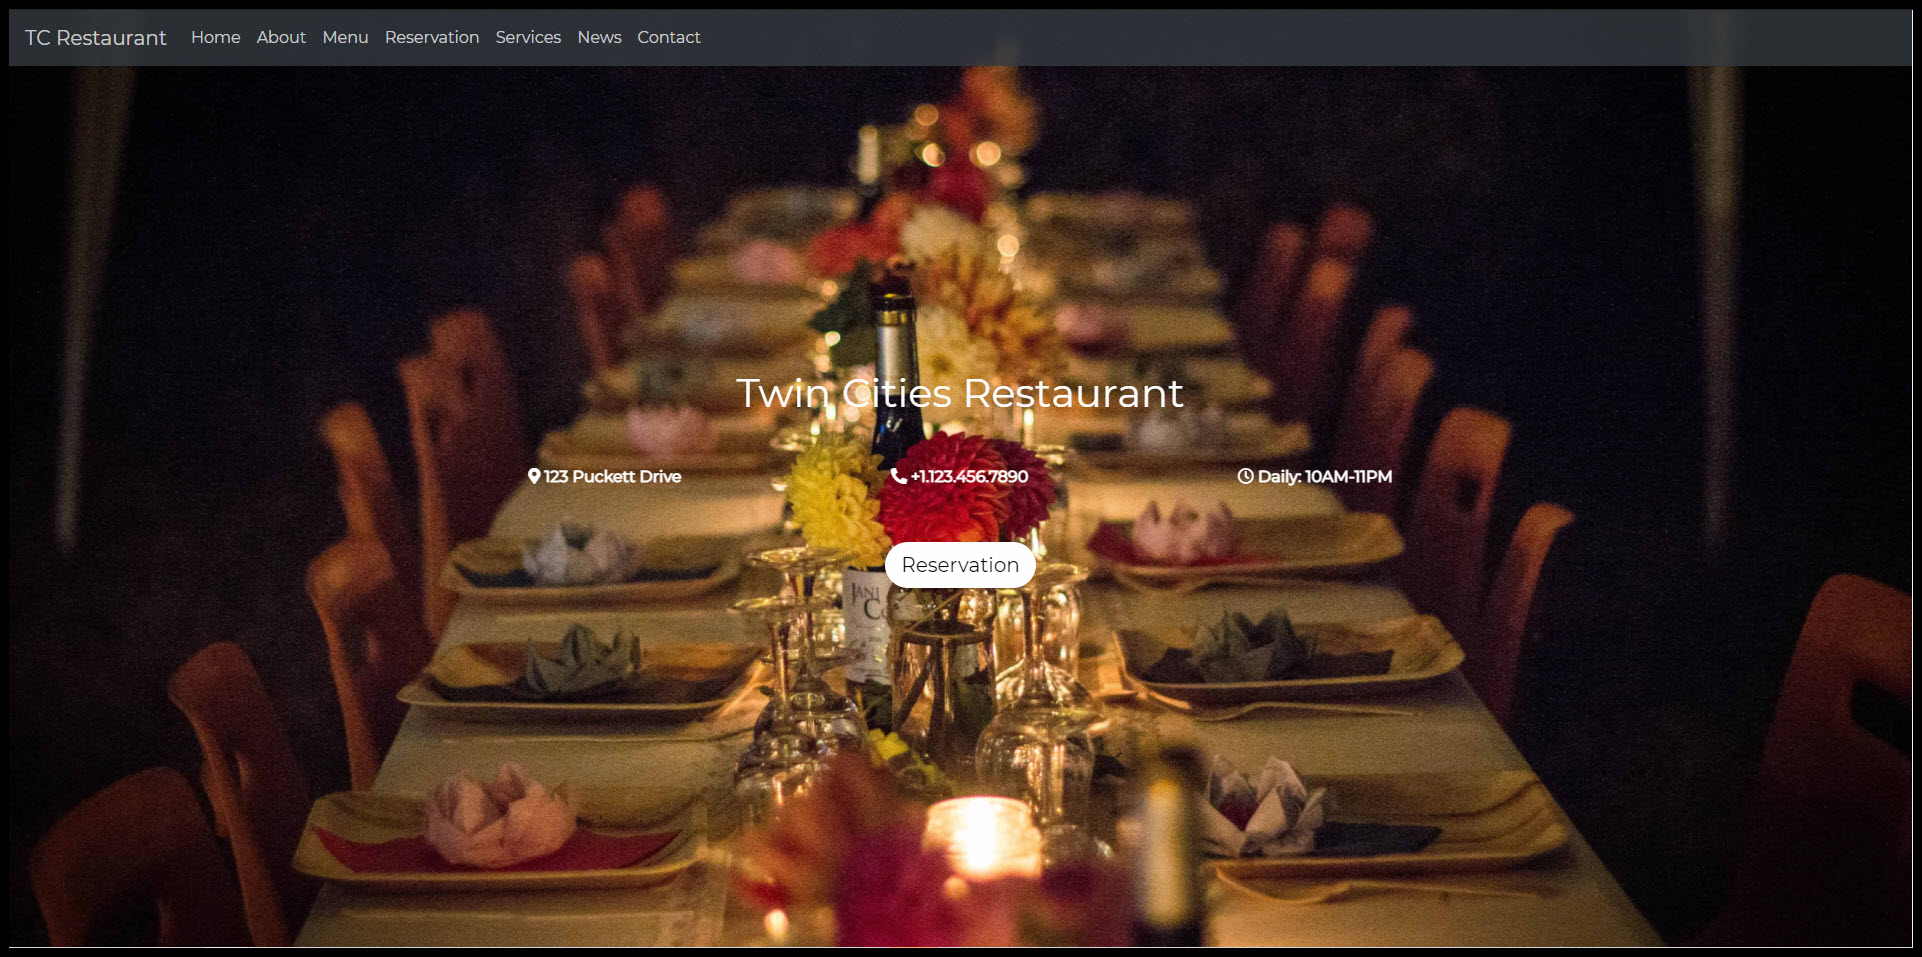 TC Restaurant Home About Menu Reservation Services News Contact
Twin Cities Restaurant
123 Puckett Drive +1.123.456.7890 Daily: 10AM-11PM
Reservation